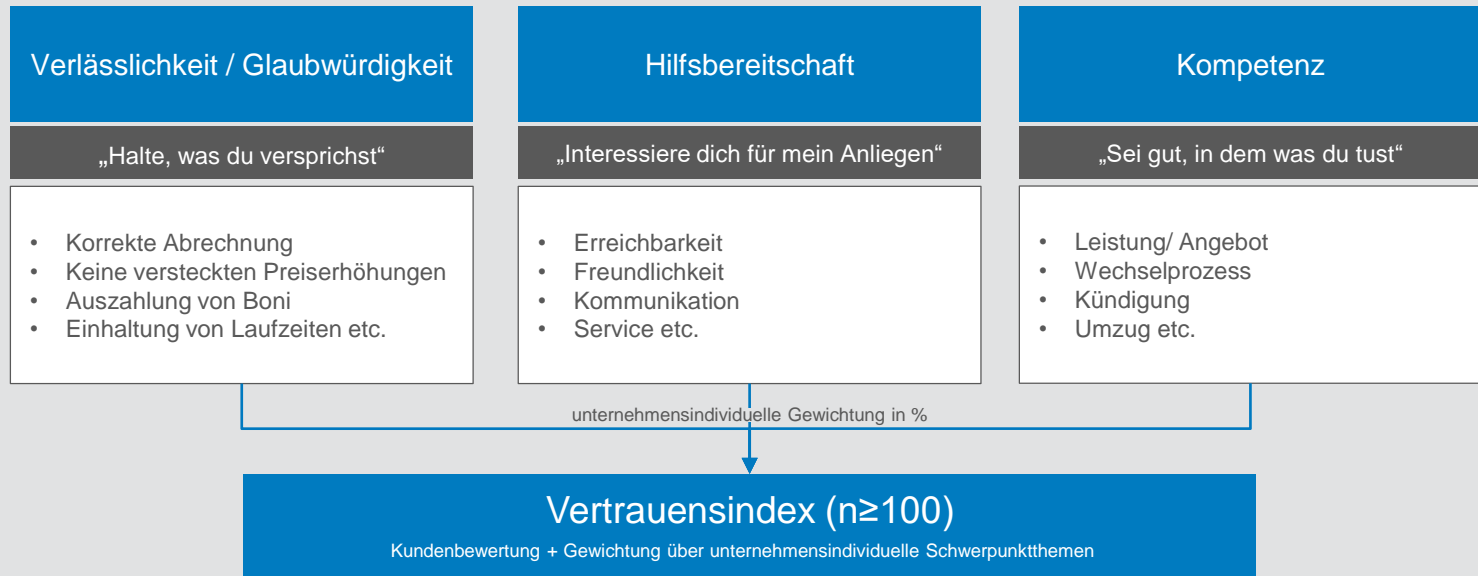 Verlässlichkeit / Glaubwürdigkeit
„Halte, was du versprichst“
• Korrekte Abrechnung
• Keine versteckten Preiserhöhungen
• Auszahlung von Boni
• Einhaltung von Laufzeiten etc.
Hilfsbereitschaft
„Interessiere dich für mein Anliegen“
• Erreichbarkeit
• Freundlichkeit
• Kommunikation
• Service etc.
Kompetenz
„Sei gut, in dem was du tust“
• Leistung/ Angebot
• Wechselprozess
• Kündigung
• Umzug etc.
unternehmensindividuelle Gewichtung in %
Vertrauensindex (n≥100)
Kundenbewertung + Gewichtung über unternehmensindividuelle Schwerpunktthemen